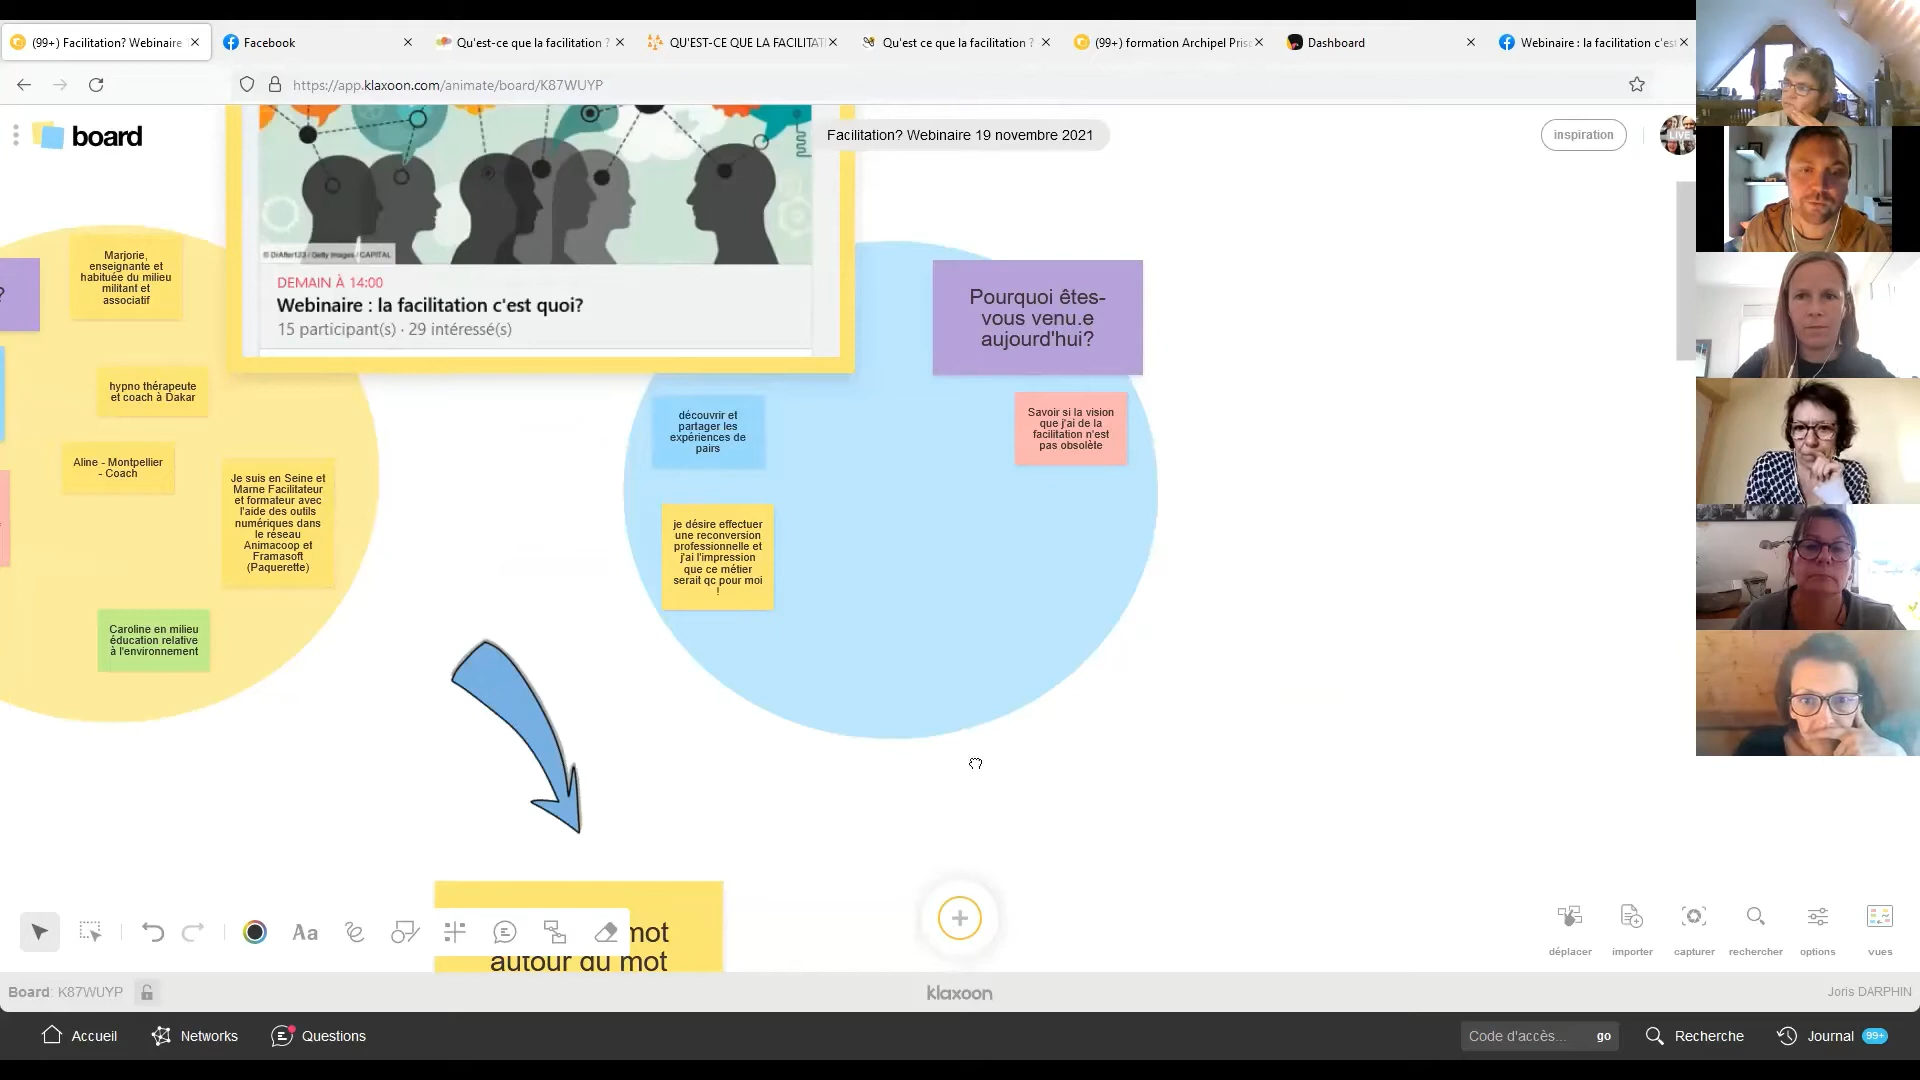 (99+) Facilitation? Webinaire
Facebook
Qu'est-ce que la facilitation ?
QU'EST-CE QUE LA FACILITAT
Qu'est ce que la facilitation ?
(99+) formation Archipel Prisc
Dashboard
Webinaire : la facilitation c'est
https://app.klaxoon.com/animate/board/K87WUYP
board
Facilitation? Webinaire 19 novembre 2021
inspiration
LIVE
© DrAfter123 / Getty Images / CAPITAL
DEMAIN À 14:00
Webinaire : la facilitation c'est quoi?
15 participant(s) · 29 intéressé(s)
?
Marjorie,
enseignante et
habituée du milieu
militant et
associatif
hypno thérapeute
et coach à Dakar
Aline - Montpellier
- Coach
Je suis en Seine et
Marne Facilitateur
et formateur avec
l'aide des outils
numériques dans
le réseau
Animacoop et
Framasoft
(Paquerette)
Caroline en milieu
éducation relative
à l'environnement
Pourquoi êtes-
vous venu.e
aujourd'hui?
découvrir et
partager les
expériences de
pairs
Savoir si la vision
que j'ai de la
facilitation n'est
pas obsolète
je désire effectuer
une reconversion
professionnelle et
j'ai l'impression
que ce métier
serait qc pour moi
!
mot
autour du mot
Aa
déplacer
importer
capturer
rechercher
options
vues
Board: K87WUYP
klaxoon
Joris DARPHIN
Accueil
Networks
Questions
Code d'accès...
go
Recherche
Journal
99+